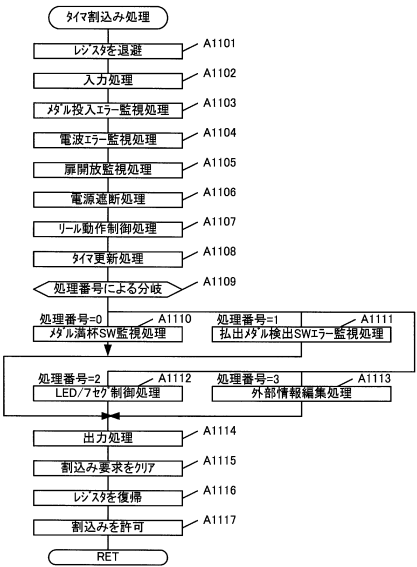 ﾀｲﾏ割込み処理
ﾚｼﾞｽﾀを退避 A1101
入力処理 A1102
ﾒﾀﾞﾙ投入ｴﾗｰ監視処理 A1103
電波ｴﾗｰ監視処理 A1104
扉開放監視処理 A1105
電源遮断処理 A1106
ﾘｰﾙ動作制御処理 A1107
ﾀｲﾏ更新処理 A1108
処理番号による分岐 A1109
処理番号=0 A1110 処理番号=1 A1111
ﾒﾀﾞﾙ満杯SW監視処理 払出ﾒﾀﾞﾙ検出SWｴﾗｰ監視処理
処理番号=2 A1112 処理番号=3 A1113
LED/7ｾｸﾞ制御処理 外部情報編集処理
出力処理 A1114
割込み要求をｸﾘｱ A1115
ﾚｼﾞｽﾀを復帰 A1116
割込みを許可 A1117
RET